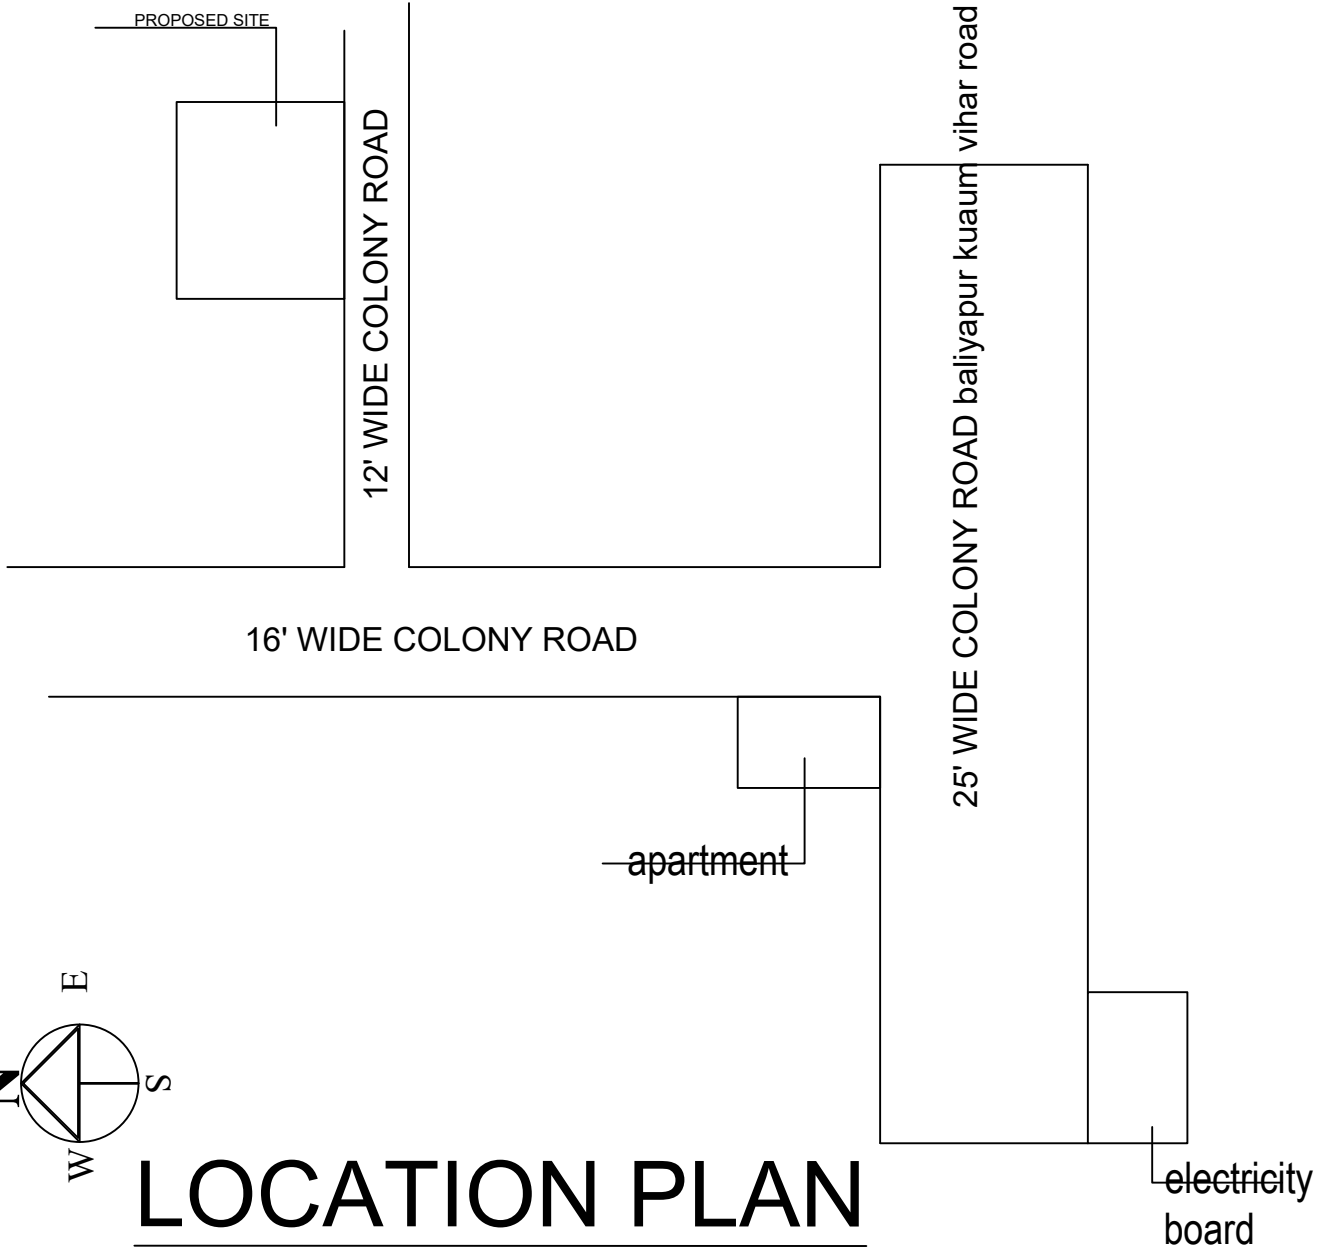 PROPOSED SITE
12' WIDE COLONY ROAD
25' WIDE COLONY ROAD baliyapur kuaum vihar road
16' WIDE COLONY ROAD
apartment
E
N
S
W
LOCATION PLAN
electricity
board